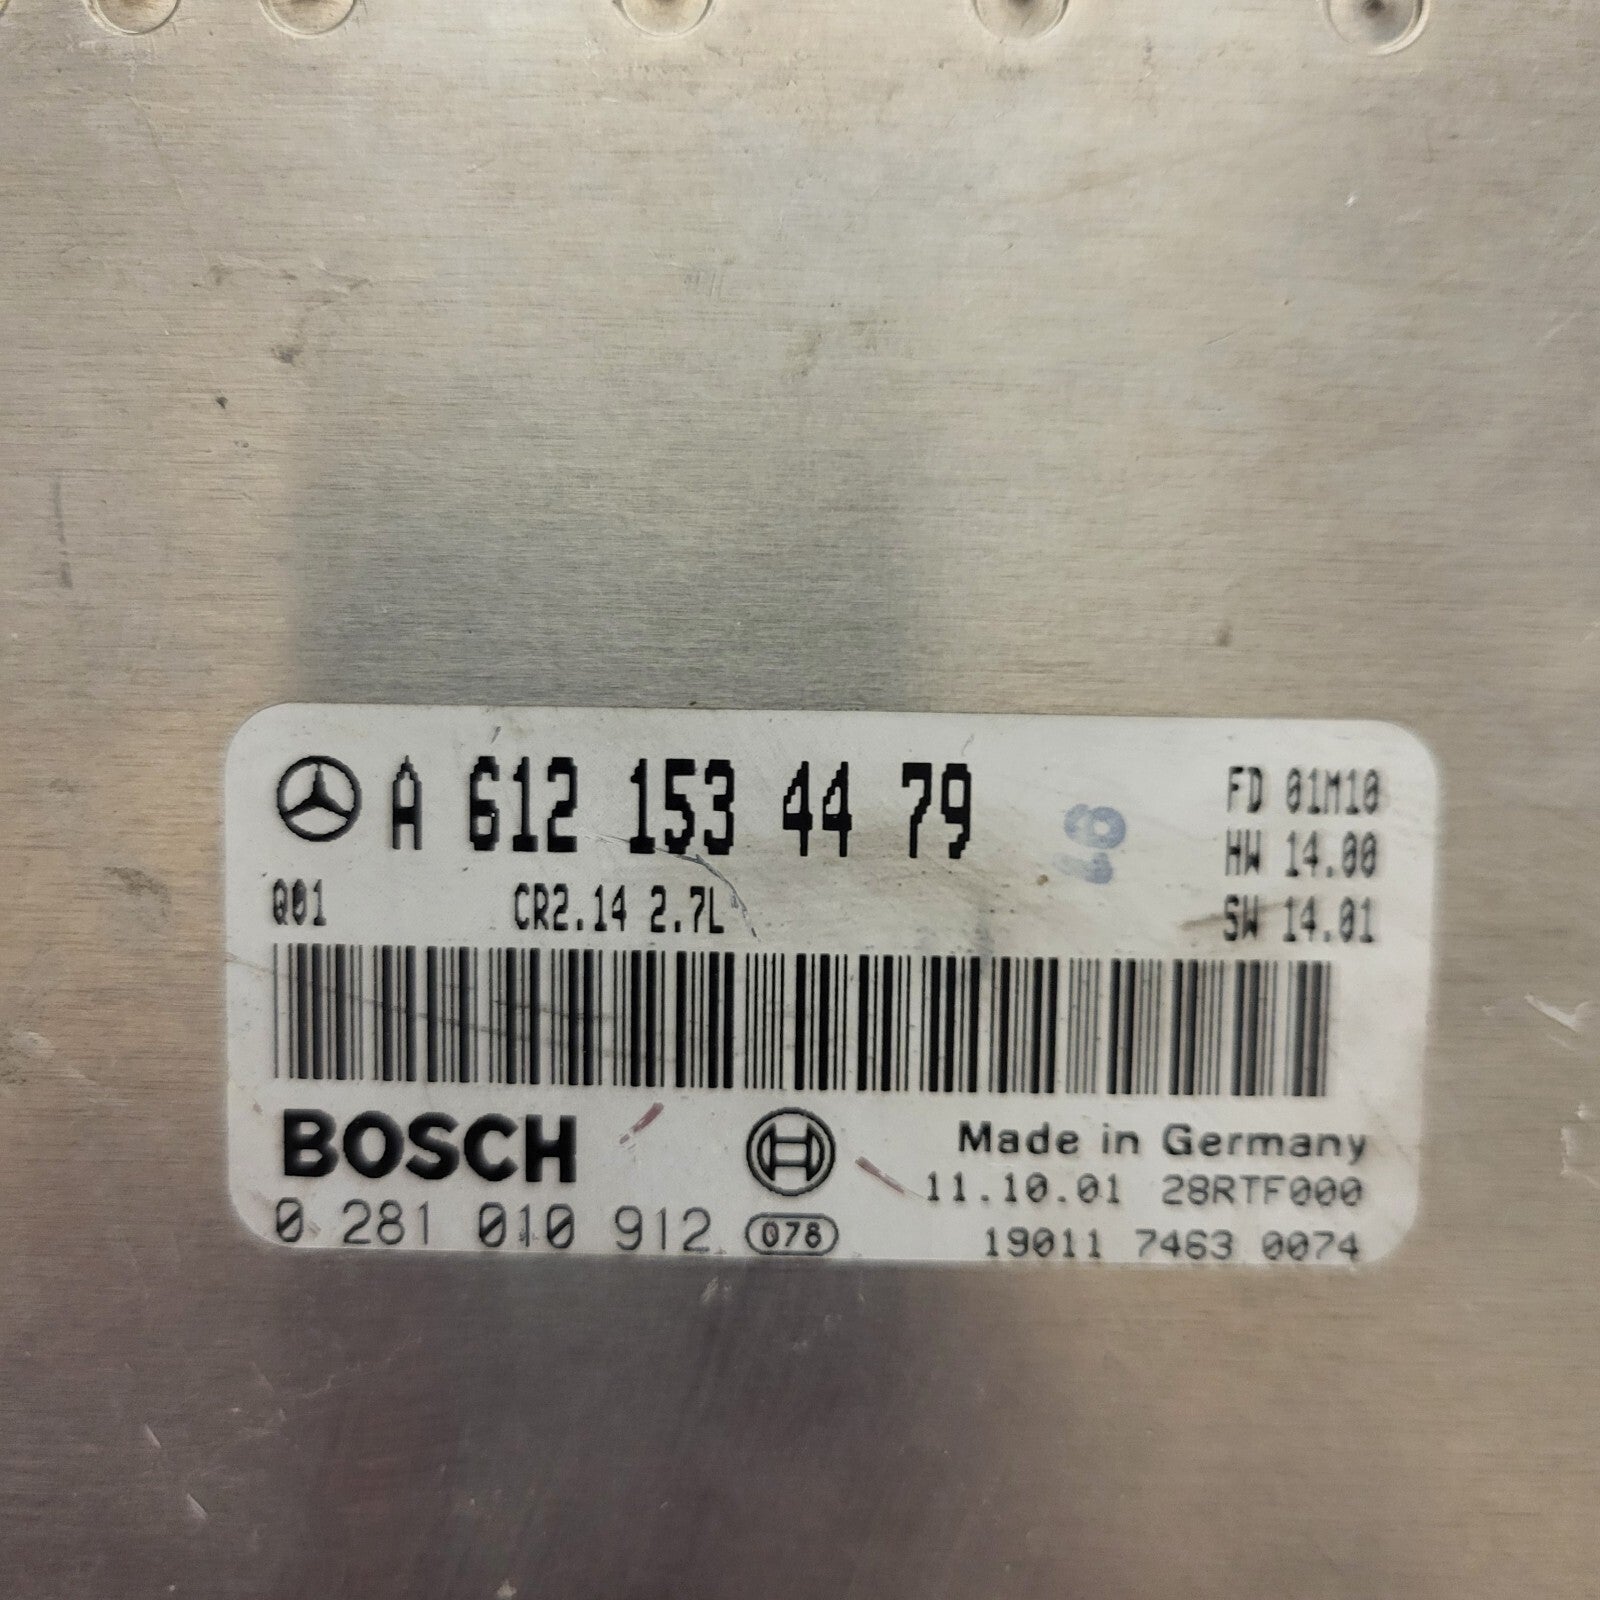 A 612 153 44 79
FD 01M10
HW 14.00
SW 14.01
Q01 CR2.14 2.7L
BOSCH
0 281 010 912
078
Made in Germany
11.10.01 28RTF000
19011 7463 0074